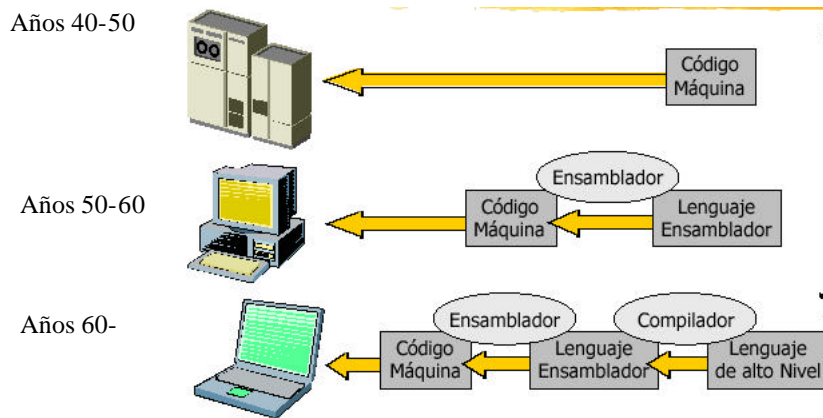 Años 40-50
Código
Máquina
Años 50-60
Ensamblador
Código
Máquina
Lenguaje
Ensamblador
Años 60-
Ensamblador
Compilador
Código
Máquina
Lenguaje
Ensamblador
Lenguaje
de alto Nivel